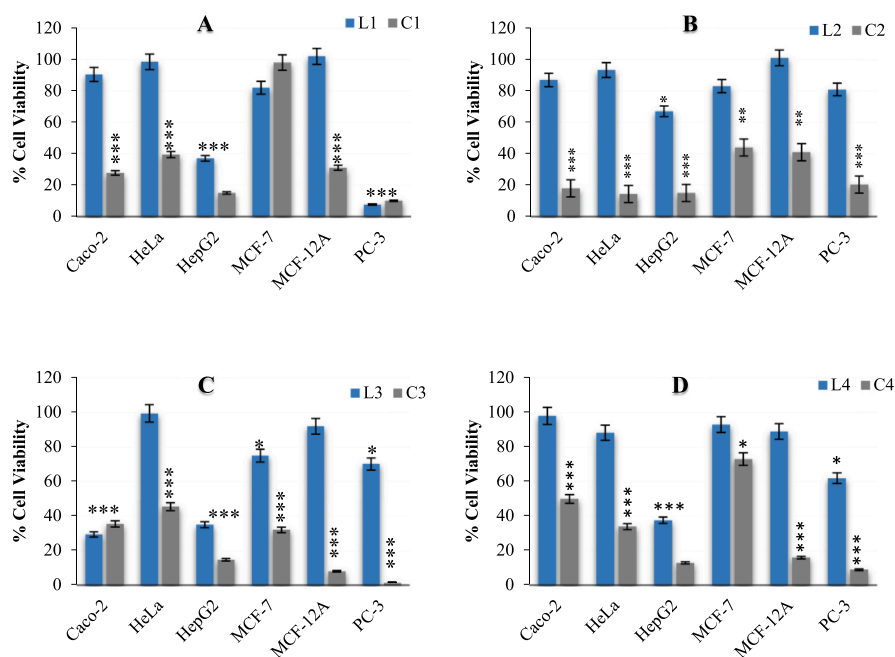 A
L1 C1
% Cell Viability
120
100
80
60
40
20
0
***
***
***
***
***
Caco-2
HeLa
HepG2
MCF-7
MCF-12A
PC-3
B
L2 C2
% Cell Viability
120
100
80
60
40
20
0
***
***
*
***
**
**
***
Caco-2
HeLa
HepG2
MCF-7
MCF-12A
PC-3
C
L3 C3
% Cell Viability
120
100
80
60
40
20
0
***
***
***
*
***
***
*
***
Caco-2
HeLa
HepG2
MCF-7
MCF-12A
PC-3
D
L4 C4
% Cell Viability
120
100
80
60
40
20
0
***
***
***
*
***
*
***
Caco-2
HeLa
HepG2
MCF-7
MCF-12A
PC-3